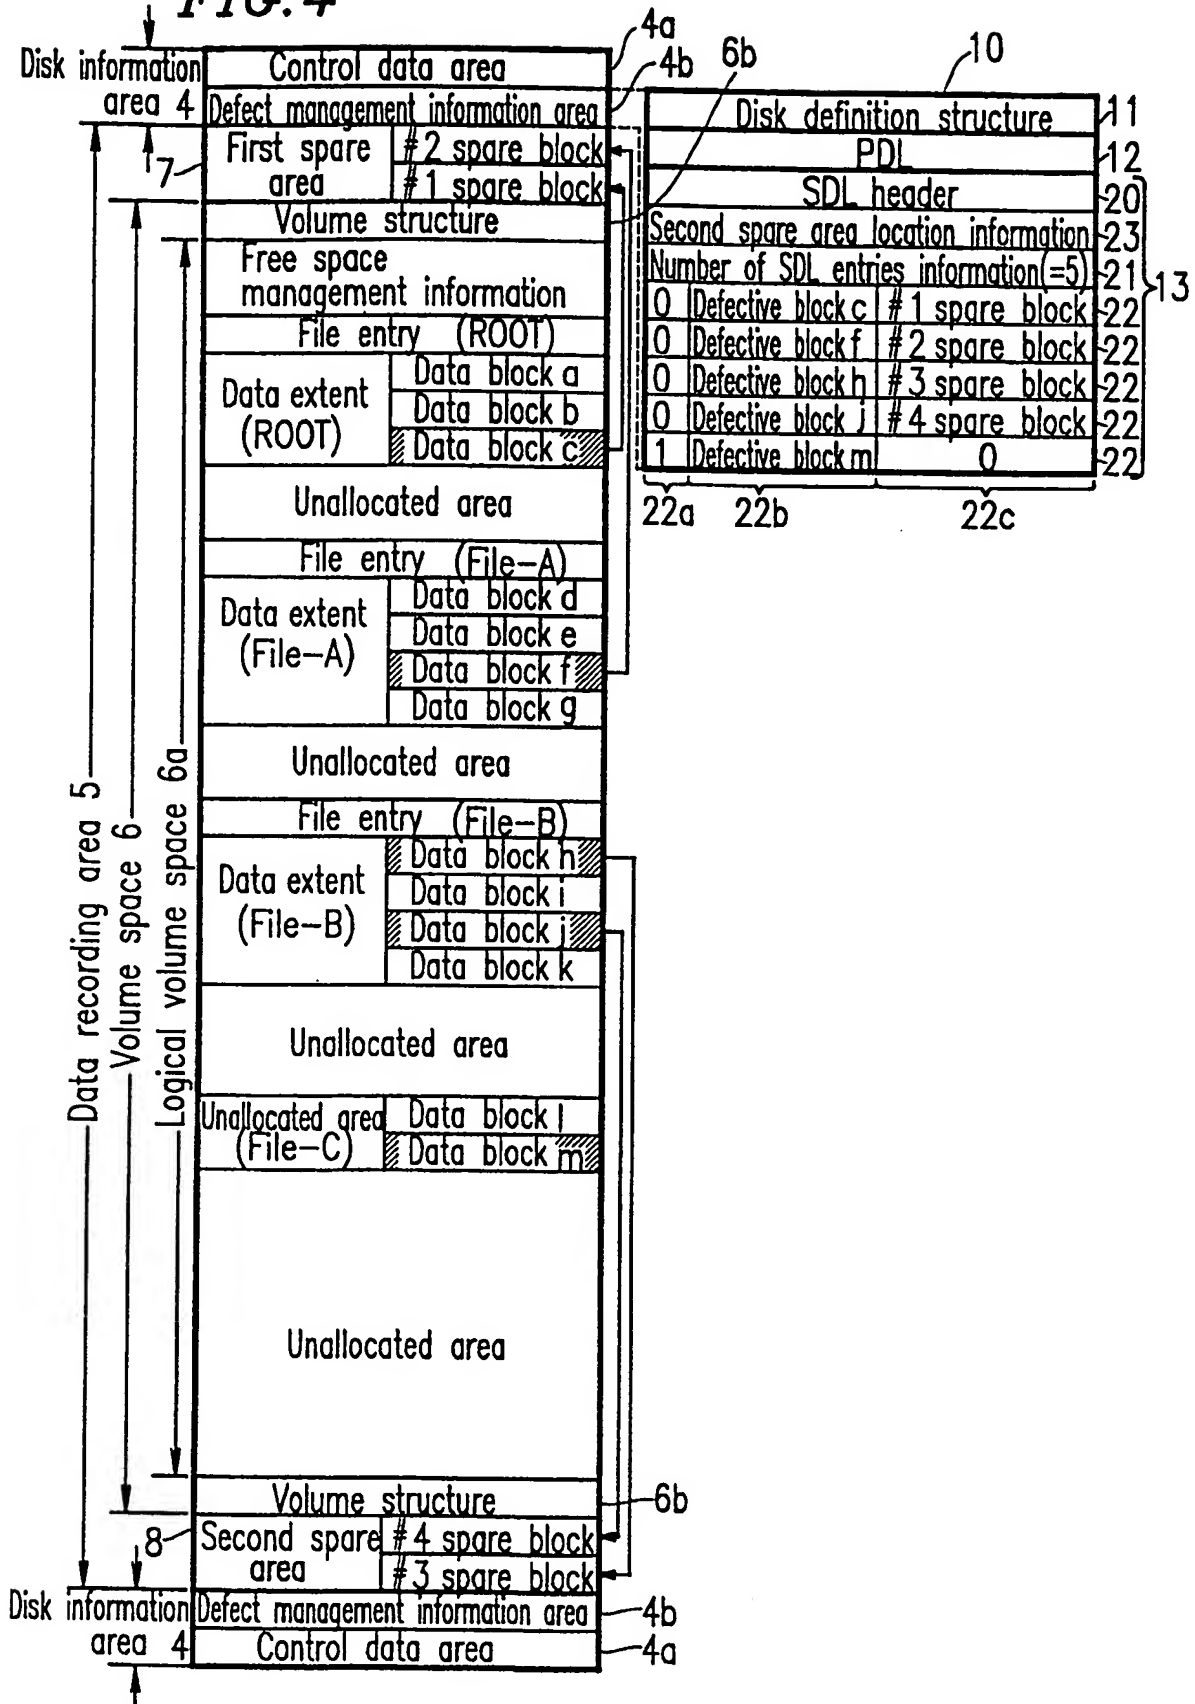 FIG. 4
Disk information area 4
Control data area
4a
Defect management information area
4b
6b
7
First spare area
#2 spare block
#1 spare block
Volume structure
Free space management information
File entry (ROOT)
Data extent (ROOT)
Data block a
Data block b
Data block c
Unallocated area
File entry (File-A)
Data extent (File-A)
Data block d
Data block e
Data block f
Data block g
Unallocated area
File entry (File-B)
Data extent (File-B)
Data block h
Data block i
Data block j
Data block k
Unallocated area
Unallocated area (File-C)
Data block l
Data block m
Unallocated area
Volume structure
6b
8
Second spare area
#4 spare block
#3 spare block
Disk information area 4
Defect management information area
4b
Control data area
4a
Data recording area 5
Volume space 6
Logical volume space 6a
10
Disk definition structure
11
PDL
12
SDL header
20
Second spare area location information
23
Number of SDL entries information(=5)
21
13
0 Defective block c #1 spare block 22
0 Defective block f #2 spare block 22
0 Defective block h #3 spare block 22
0 Defective block j #4 spare block 22
1 Defective block m 0 22
22a 22b 22c